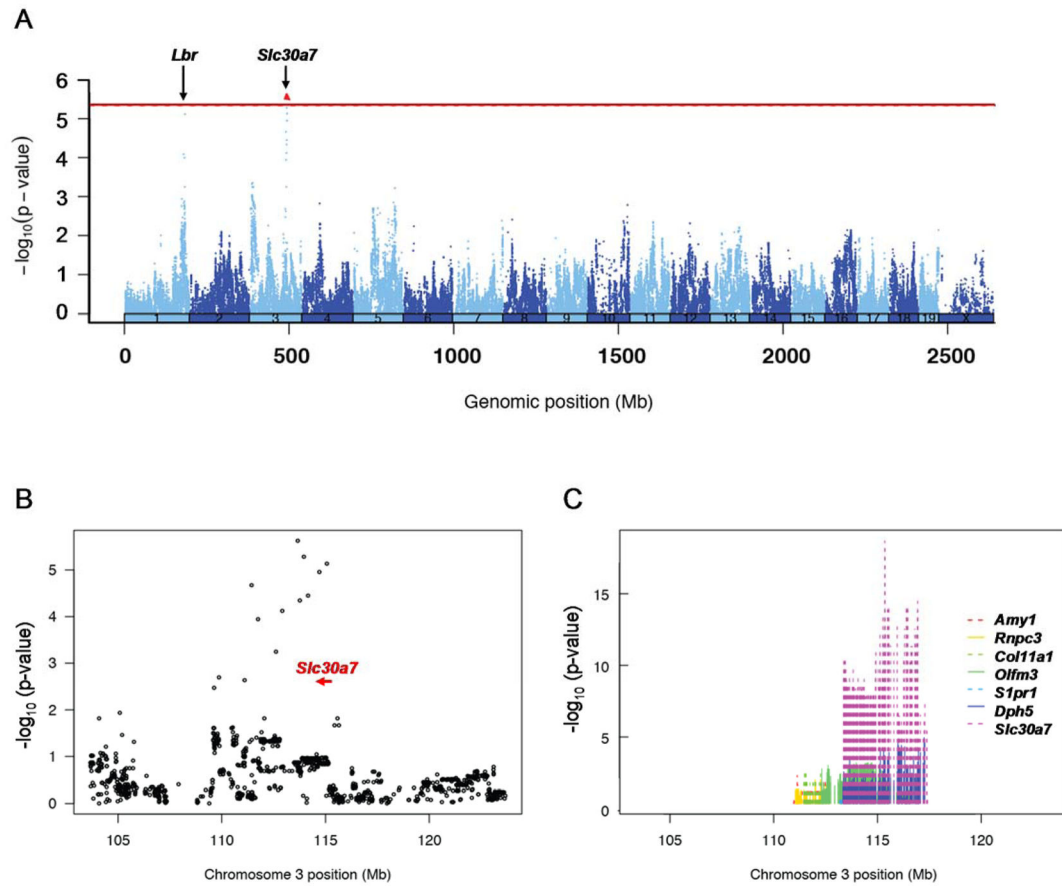 A
Lbr
Slc30a7
6
5
4
3
2
1
0
−log10(p − value)
1 2 3 4 5 6 7 8 9 10 11 12 13 14 15 16 17 18 19 X
0 500 1000 1500 2000 2500
Genomic position (Mb)
B
5
4
3
2
1
0
-log10 (p-value)
Slc30a7
105 110 115 120
Chromosome 3 position (Mb)
C
15
10
5
0
-log10 (p-value)
Amy1
Rnpc3
Col11a1
Olfm3
S1pr1
Dph5
Slc30a7
105 110 115 120
Chromosome 3 position (Mb)